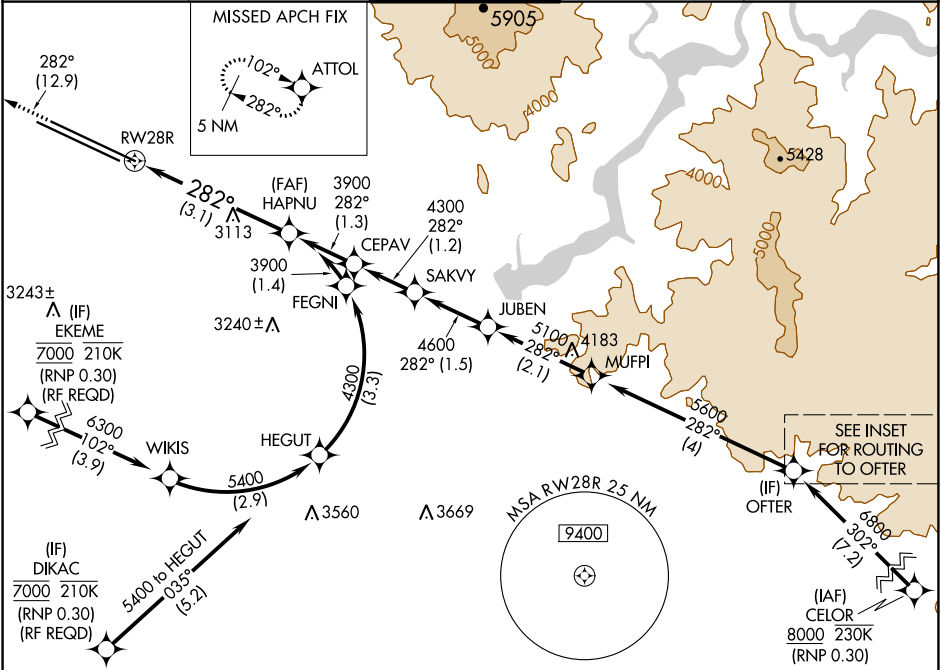 MISSED APCH FIX
102°
ATTOL
282°
5 NM
5905
5000
4000
282°
(12.9)
RW28R
282°
(3.1)
3113
(FAF)
HAPNU
3900
282°
(1.3)
CEPAV
4300
282°
(1.2)
SAKVY
3900
(1.4)
FEGNI
JUBEN
4600
282° (1.5)
5100
282°
(2.1)
4183
MUFPI
5428
4000
5000
3243±
(IF)
EKEME
7000 210K
(RNP 0.30)
(RF REQD)
3240±
6300
102°
(3.9)
WIKIS
5400
(2.9)
HEGUT
4300
(3.3)
5600
282°
(4)
SEE INSET
FOR ROUTING
TO OFTER
(IF)
OFTER
3560
3669
MSA RW28R 25 NM
9400
6800
302°
(7.2)
(IAF)
CELOR
8000 230K
(RNP 0.30)
(IF)
DIKAC
7000 210K
(RNP 0.30)
(RF REQD)
5400 to HEGUT
035°
(5.2)